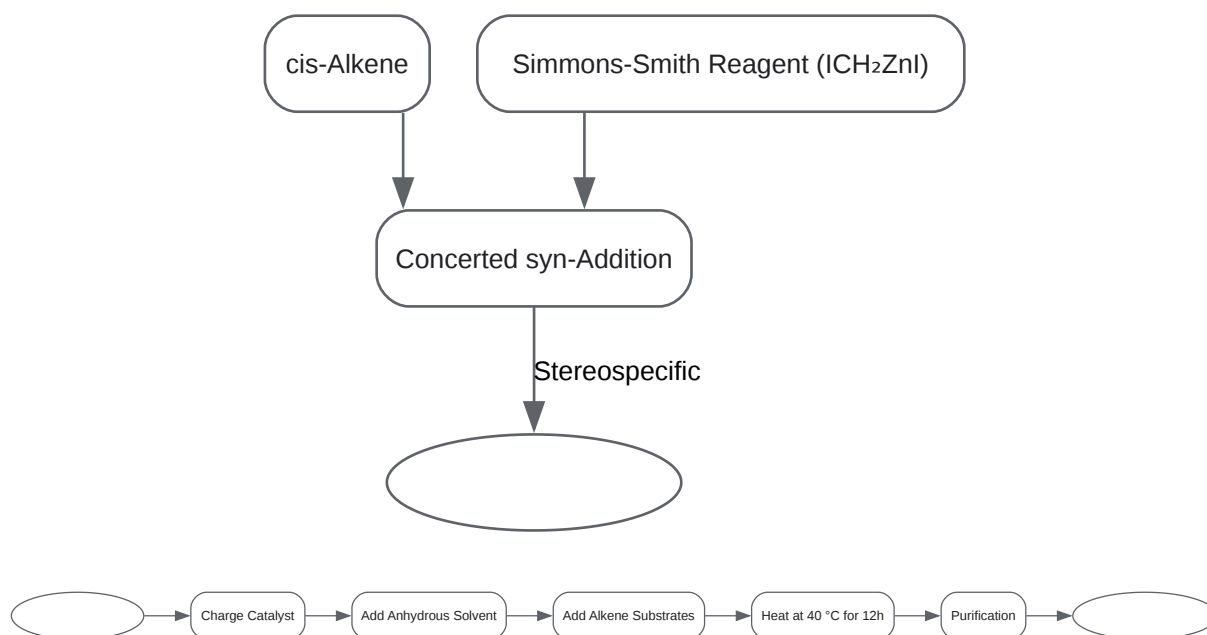 cis-Alkene
Simmons-Smith Reagent (ICH₂ZnI)
Concerted syn-Addition
Stereospecific
Charge Catalyst
Add Anhydrous Solvent
Add Alkene Substrates
Heat at 40 °C for 12h
Purification